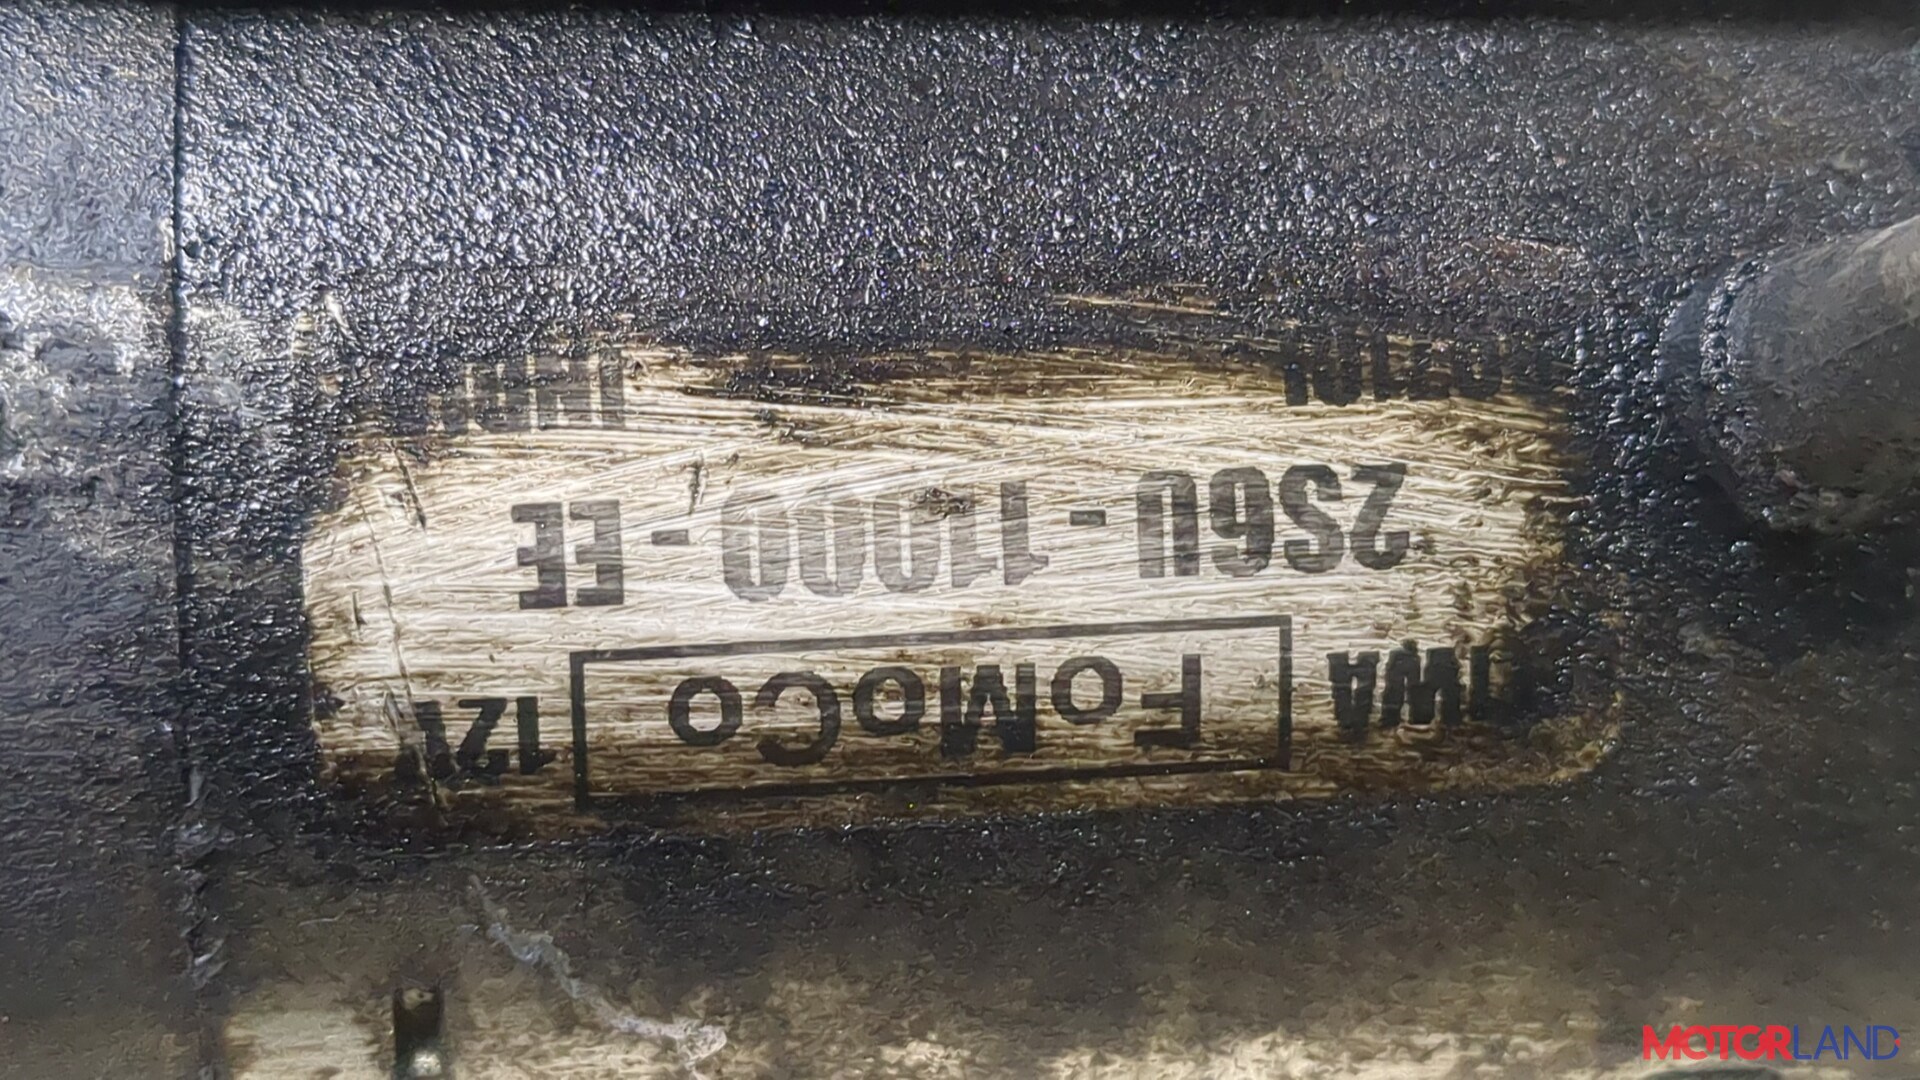 FoMoCo 12V
2S6U-11000-EE
MOTORLAND